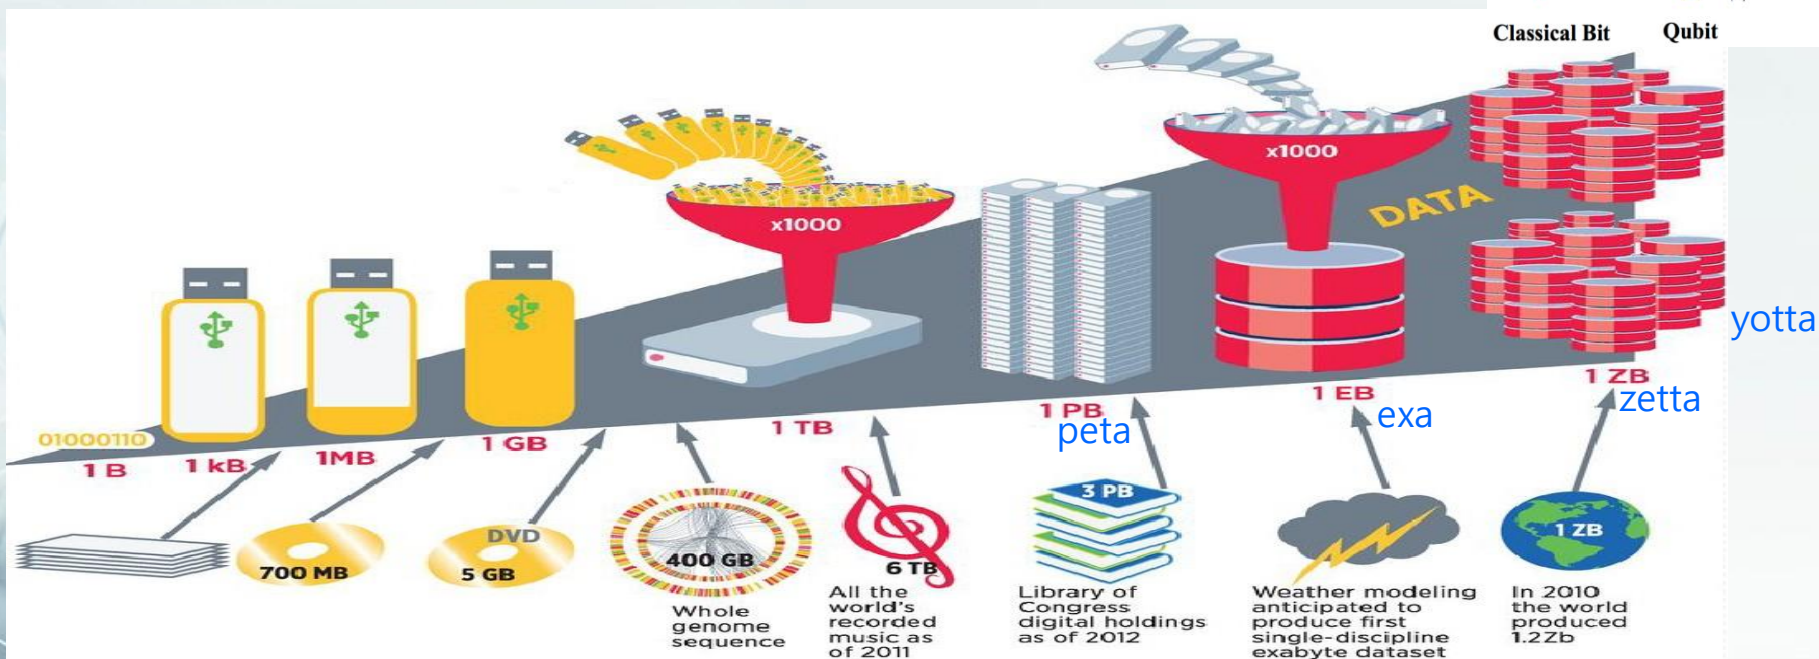 Classical Bit Qubit
x1000
x1000
DATA
yotta
01000110
1 B
1 kB
1MB
1 GB
1 TB
1 PB
peta
1 EB
exa
1 ZB
zetta
700 MB
DVD
5 GB
400 GB
Whole
genome
sequence
6 TB
All the
world's
recorded
music as
of 2011
3 PB
Library of
Congress
digital holdings
as of 2012
Weather modeling
anticipated to
produce first
single-discipline
exabyte dataset
1 ZB
In 2010
the world
produced
1.2Zb